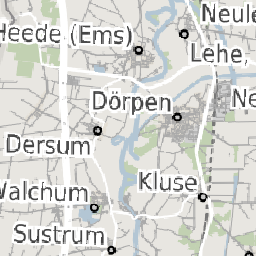 Neule
Heede (Ems)
Lehe,
Dörpen
Ne
Dersum
Walchum
Kluse
Sustrum